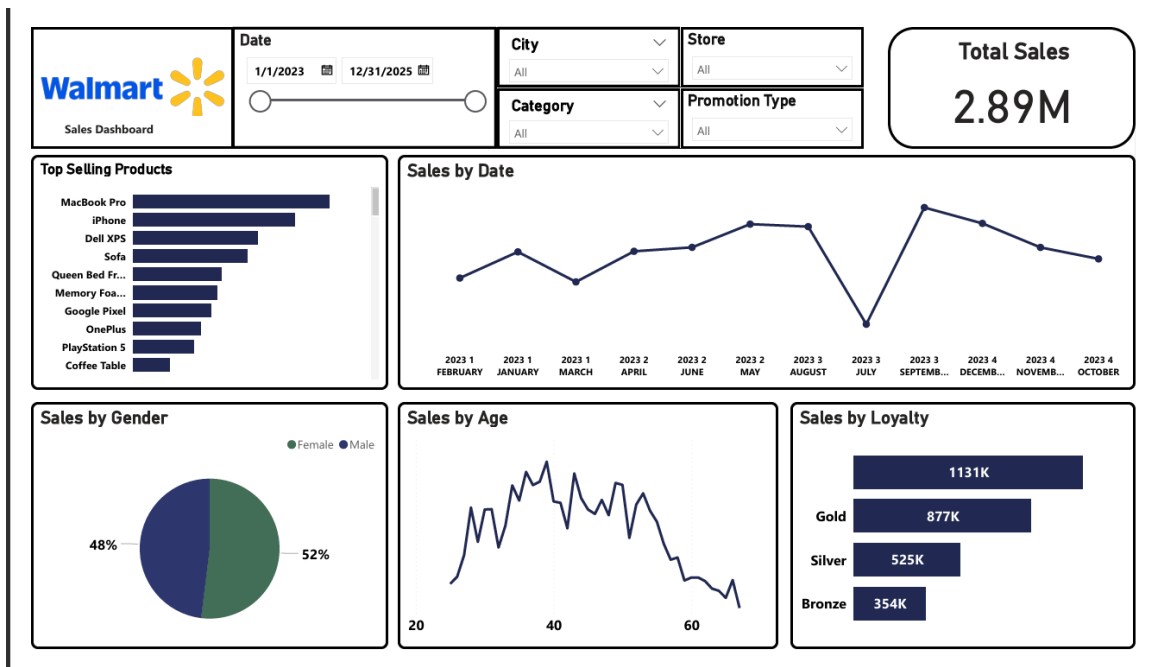 Walmart
Sales Dashboard
Date
1/1/2023
12/31/2025
City
All
Category
All
Store
All
Promotion Type
All
Total Sales
2.89M
Top Selling Products
MacBook Pro
iPhone
Dell XPS
Sofa
Queen Bed Fr...
Memory Foa...
Google Pixel
OnePlus
PlayStation 5
Coffee Table
Sales by Date
2023 1 FEBRUARY
2023 1 JANUARY
2023 1 MARCH
2023 2 APRIL
2023 2 JUNE
2023 2 MAY
2023 3 AUGUST
2023 3 JULY
2023 3 SEPTEMB...
2023 4 DECEMB...
2023 4 NOVEMB...
2023 4 OCTOBER
Sales by Gender
Female Male
48%
52%
Sales by Age
20 40 60
Sales by Loyalty
1131K
Gold 877K
Silver 525K
Bronze 354K